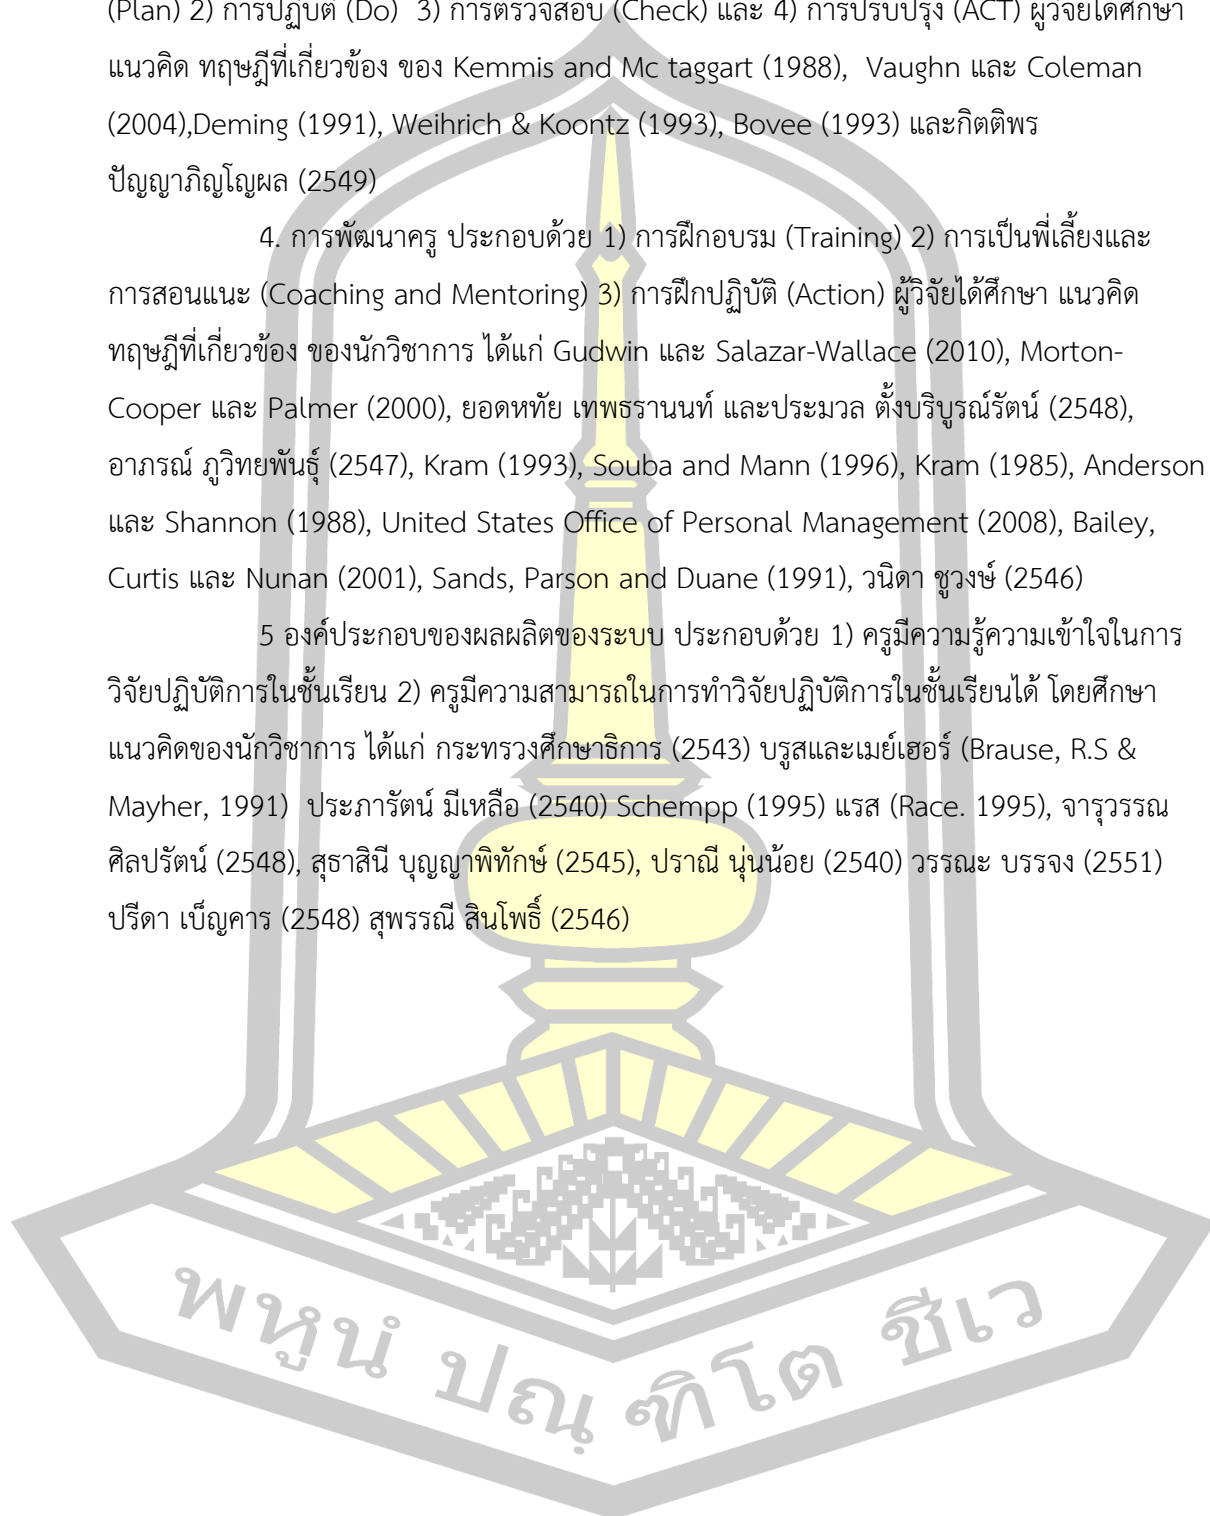 (Plan) 2) การปฏิบัติ (Do) 3) การตรวจสอบ (Check) และ 4) การปรับปรุง (ACT) ผู้วิจัยได้ศึกษา
แนวคิด ทฤษฎีที่เกี่ยวข้อง ของ Kemmis and Mc taggart (1988), Vaughn และ Coleman
(2004),Deming (1991), Weihrich & Koontz (1993), Bovee (1993) และกิตติพร
ปัญญาภิญโญผล (2549)
4. การพัฒนาครู ประกอบด้วย 1) การฝึกอบรม (Training) 2) การเป็นพี่เลี้ยงและ
การสอนแนะ (Coaching and Mentoring) 3) การฝึกปฏิบัติ (Action) ผู้วิจัยได้ศึกษา แนวคิด
ทฤษฎีที่เกี่ยวข้อง ของนักวิชาการ ได้แก่ Gudwin และ Salazar-Wallace (2010), Morton-
Cooper และ Palmer (2000), ยอดหทัย เทพธรานนท์ และประมวล ตั้งบริบูรณ์รัตน์ (2548),
อาภรณ์ ภูวิทยพันธุ์ (2547), Kram (1993), Souba and Mann (1996), Kram (1985), Anderson
และ Shannon (1988), United States Office of Personal Management (2008), Bailey,
Curtis และ Nunan (2001), Sands, Parson and Duane (1991), วนิดา ชูวงษ์ (2546)
5 องค์ประกอบของผลผลิตของระบบ ประกอบด้วย 1) ครูมีความรู้ความเข้าใจในการ
วิจัยปฏิบัติการในชั้นเรียน 2) ครูมีความสามารถในการทำวิจัยปฏิบัติการในชั้นเรียนได้ โดยศึกษา
แนวคิดของนักวิชาการ ได้แก่ กระทรวงศึกษาธิการ (2543) บรูสและเมย์เฮอร์ (Brause, R.S &
Mayher, 1991) ประภารัตน์ มีเหลือ (2540) Schempp (1995) แรส (Race. 1995), จารุวรรณ
ศิลปรัตน์ (2548), สุธาสินี บุญญาพิทักษ์ (2545), ปราณี นุ่นน้อย (2540) วรรณะ บรรจง (2551)
ปรีดา เบ็ญคาร (2548) สุพรรณี สินโพธิ์ (2546)
พหูนํ ปณฺฑิโต ชีเว